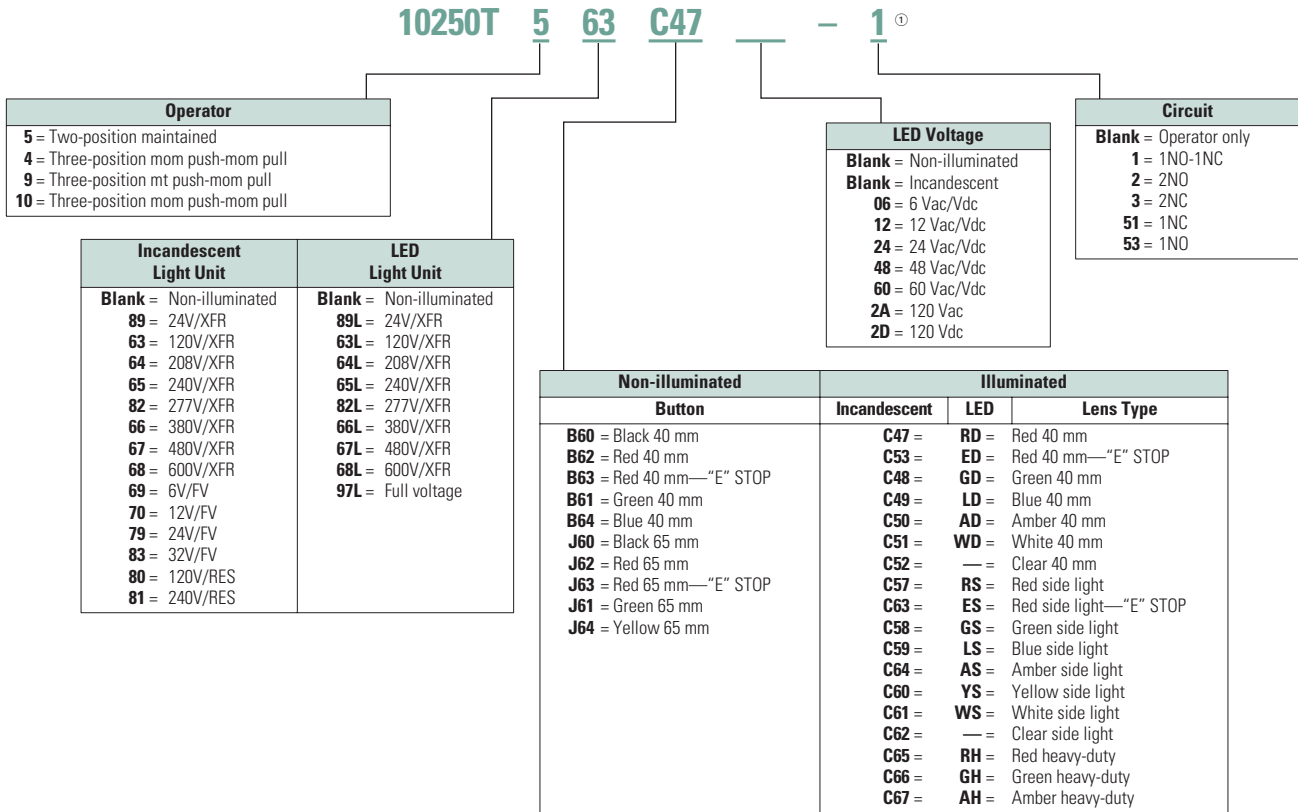 10250T 5 63 C47 – 1 ①
Operator
5 = Two-position maintained
4 = Three-position mom push-mom pull
9 = Three-position mt push-mom pull
10 = Three-position mom push-mom pull
LED Voltage
Blank = Non-illuminated
Blank = Incandescent
06 = 6 Vac/Vdc
12 = 12 Vac/Vdc
24 = 24 Vac/Vdc
48 = 48 Vac/Vdc
60 = 60 Vac/Vdc
2A = 120 Vac
2D = 120 Vdc
Circuit
Blank = Operator only
1 = 1NO-1NC
2 = 2NO
3 = 2NC
51 = 1NC
53 = 1NO
Incandescent
Light Unit
Blank = Non-illuminated
89 = 24V/XFR
63 = 120V/XFR
64 = 208V/XFR
65 = 240V/XFR
82 = 277V/XFR
66 = 380V/XFR
67 = 480V/XFR
68 = 600V/XFR
69 = 6V/FV
70 = 12V/FV
79 = 24V/FV
83 = 32V/FV
80 = 120V/RES
81 = 240V/RES
LED
Light Unit
Blank = Non-illuminated
89L = 24V/XFR
63L = 120V/XFR
64L = 208V/XFR
65L = 240V/XFR
82L = 277V/XFR
66L = 380V/XFR
67L = 480V/XFR
68L = 600V/XFR
97L = Full voltage
Non-illuminated
Button
B60 = Black 40 mm
B62 = Red 40 mm
B63 = Red 40 mm—“E” STOP
B61 = Green 40 mm
B64 = Blue 40 mm
J60 = Black 65 mm
J62 = Red 65 mm
J63 = Red 65 mm—“E” STOP
J61 = Green 65 mm
J64 = Yellow 65 mm
Illuminated
Incandescent LED Lens Type
C47 = RD = Red 40 mm
C53 = ED = Red 40 mm—“E” STOP
C48 = GD = Green 40 mm
C49 = LD = Blue 40 mm
C50 = AD = Amber 40 mm
C51 = WD = White 40 mm
C52 = — = Clear 40 mm
C57 = RS = Red side light
C63 = ES = Red side light—“E” STOP
C58 = GS = Green side light
C59 = LS = Blue side light
C64 = AS = Amber side light
C60 = YS = Yellow side light
C61 = WS = White side light
C62 = — = Clear side light
C65 = RH = Red heavy-duty
C66 = GH = Green heavy-duty
C67 = AH = Amber heavy-duty